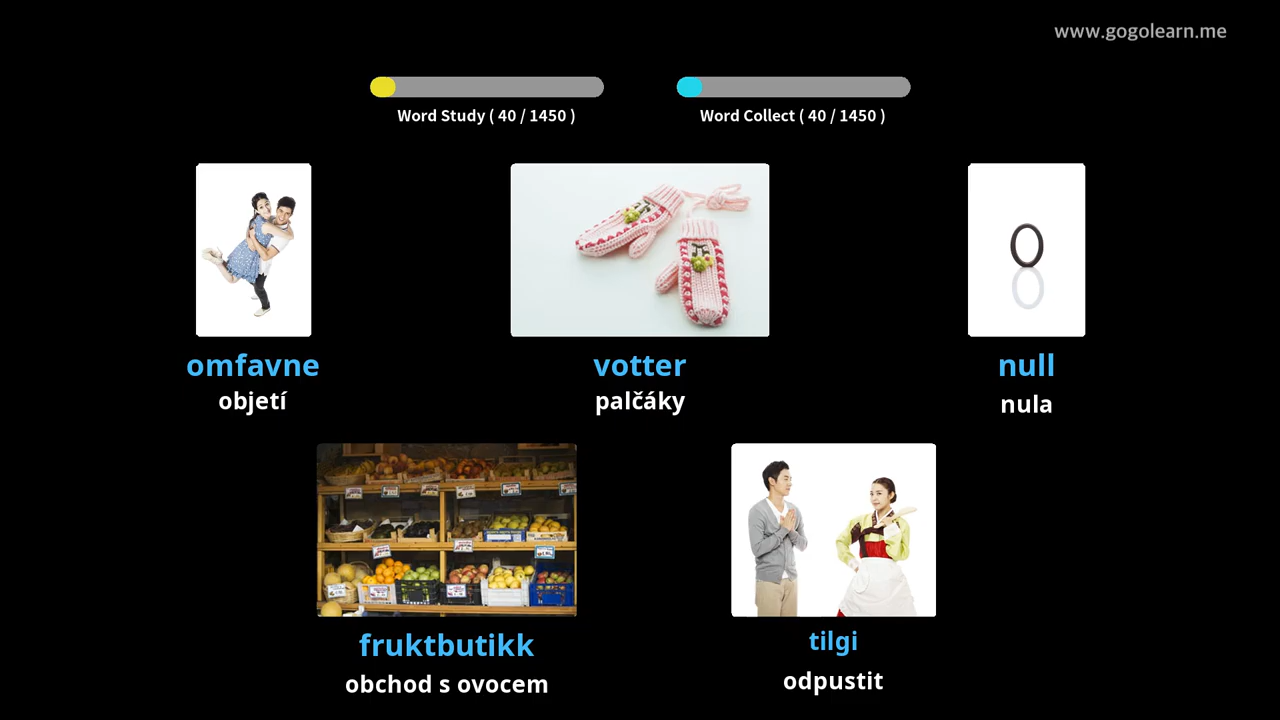 www.gogolearn.me
Word Study ( 40 / 1450 )
Word Collect ( 40 / 1450 )
omfavne
objetí
votter
palčáky
null
nula
fruktbutikk
obchod s ovocem
tilgi
odpustit